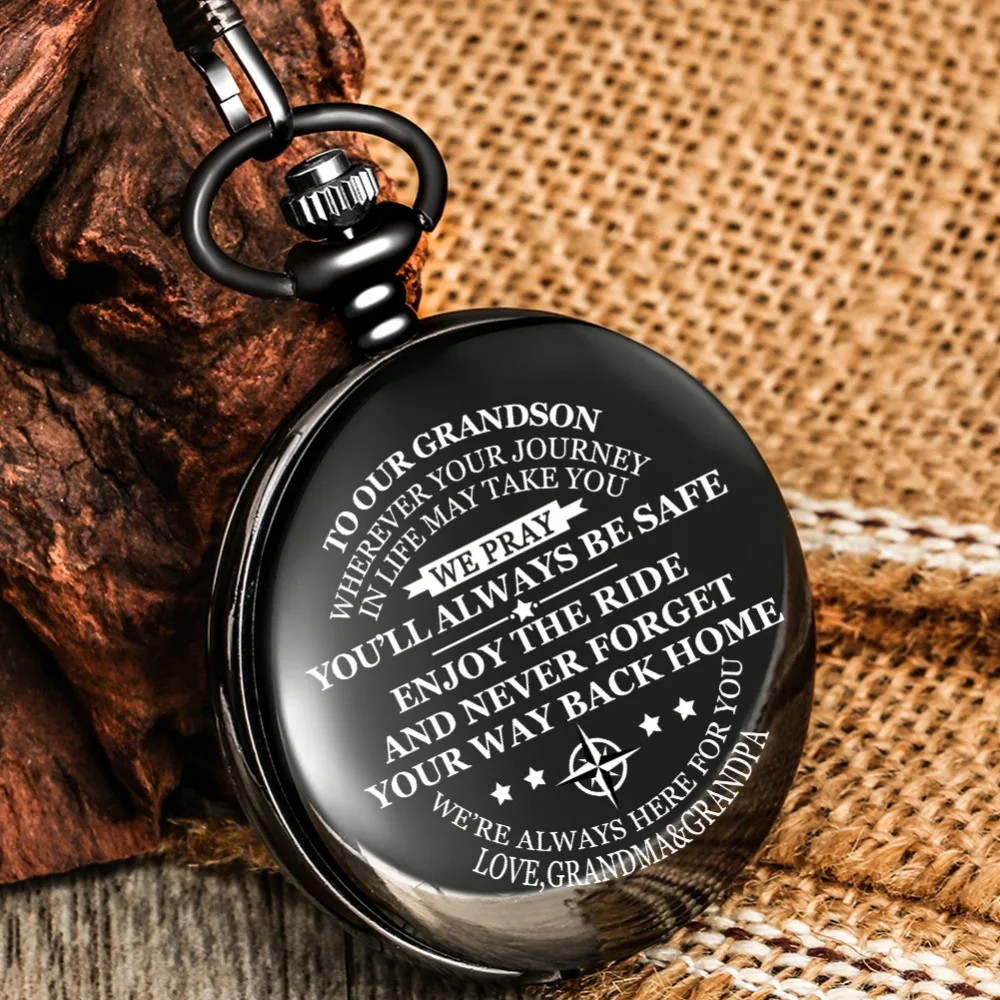 TO OUR GRANDSON
WHEREVER YOUR JOURNEY
IN LIFE MAY TAKE YOU
WE PRAY
YOU'LL ALWAYS BE SAFE
ENJOY THE RIDE
AND NEVER FORGET
YOUR WAY BACK HOME
WE'RE ALWAYS HERE FOR YOU
LOVE,GRANDMA&GRANDPA